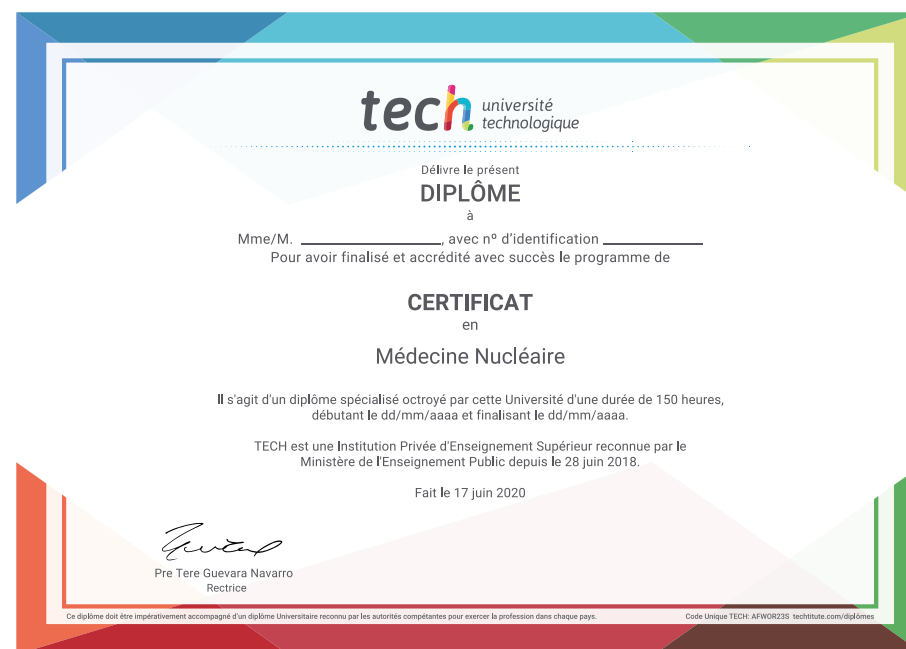 tech université
technologique
Délivre le présent
DIPLÔME
à
Mme/M. ____________________, avec nº d'identification ______________
Pour avoir finalisé et accrédité avec succès le programme de
CERTIFICAT
en
Médecine Nucléaire
Il s'agit d'un diplôme spécialisé octroyé par cette Université d'une durée de 150 heures,
débutant le dd/mm/aaaa et finalisant le dd/mm/aaaa.
TECH est une Institution Privée d'Enseignement Supérieur reconnue par le
Ministère de l'Enseignement Public depuis le 28 juin 2018.
Fait le 17 juin 2020
Pre Tere Guevara Navarro
Rectrice
Ce diplôme doit être impérativement accompagné d'un diplôme Universitaire reconnu par les autorités compétantes pour exercer la profession dans chaque pays.
Code Unique TECH: AFWOR23S techtitute.com/diplômes